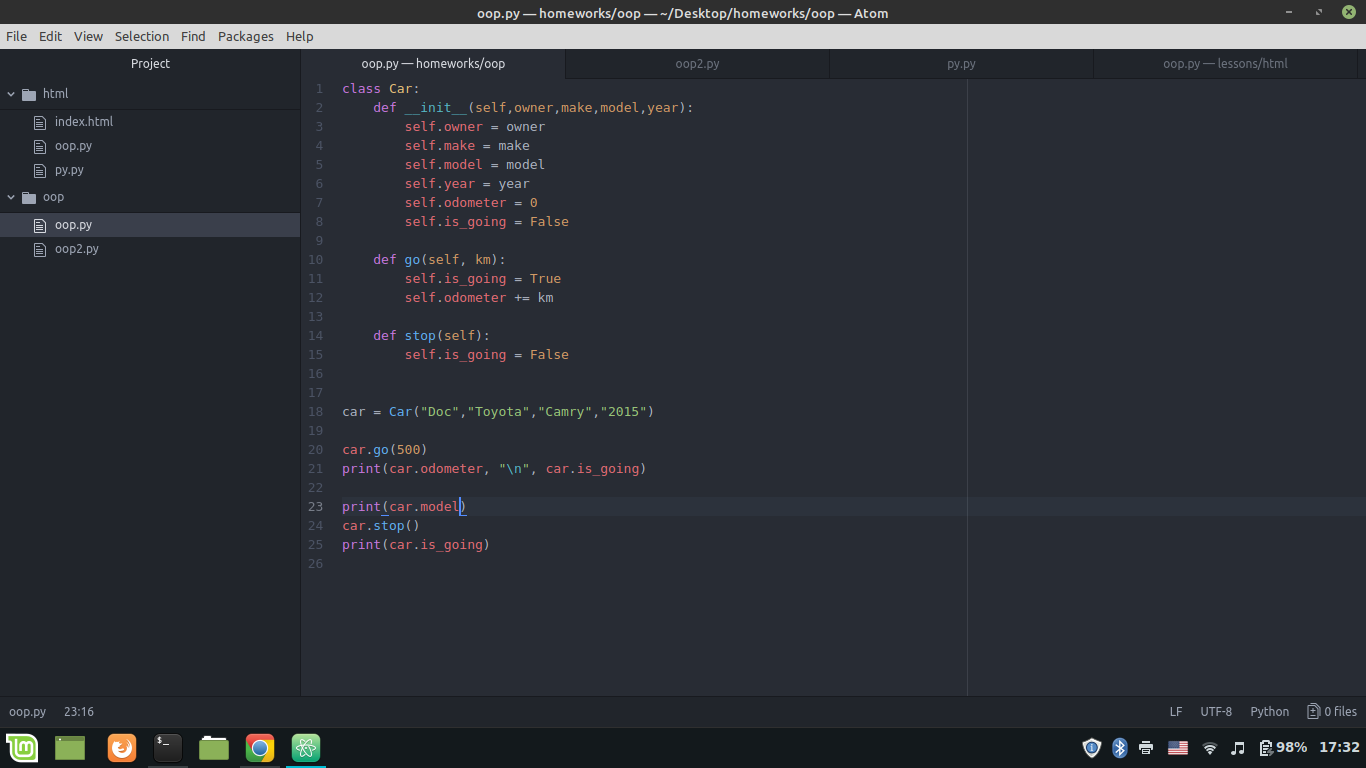 oop.py — homeworks/oop — ~/Desktop/homeworks/oop — Atom
File Edit View Selection Find Packages Help
Project
html
index.html
oop.py
py.py
oop
oop.py
oop2.py
oop.py — homeworks/oop oop2.py py.py oop.py — lessons/html
1 class Car:
2     def __init__(self,owner,make,model,year):
3         self.owner = owner
4         self.make = make
5         self.model = model
6         self.year = year
7         self.odometer = 0
8         self.is_going = False
9
10     def go(self, km):
11         self.is_going = True
12         self.odometer += km
13
14     def stop(self):
15         self.is_going = False
16
17
18 car = Car("Doc","Toyota","Camry","2015")
19
20 car.go(500)
21 print(car.odometer, "\n", car.is_going)
22
23 print(car.model)
24 car.stop()
25 print(car.is_going)
26
oop.py 23:16 LF UTF-8 Python 0 files
$_ 98% 17:32